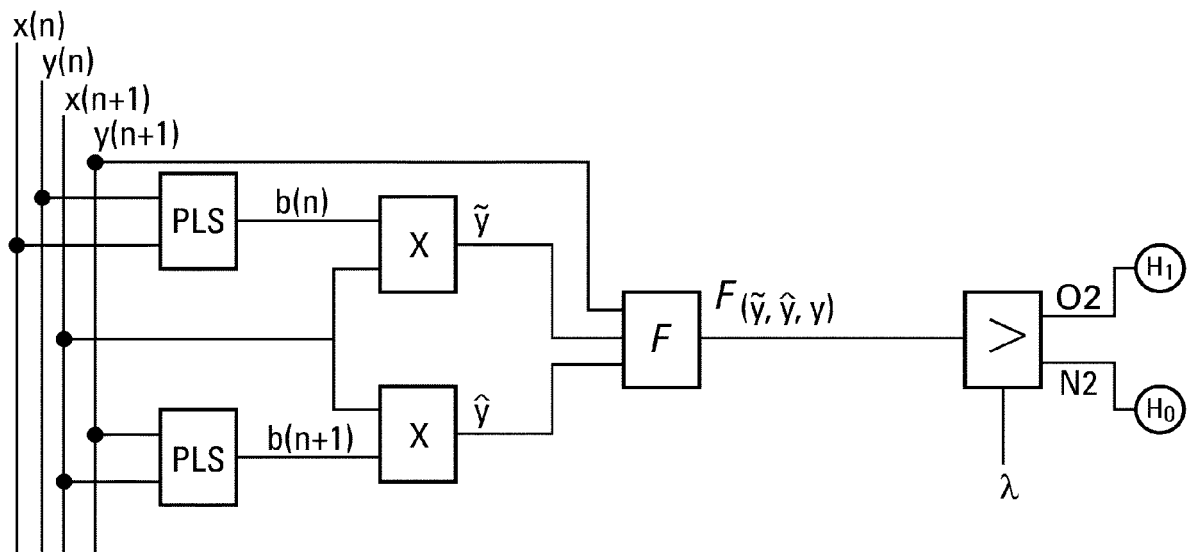 x(n)
y(n)
x(n+1)
y(n+1)
PLS
b(n)
X
ỹ
F
F(ỹ, ŷ, y)
>
O2
H1
N2
H0
λ
PLS
b(n+1)
X
ŷ